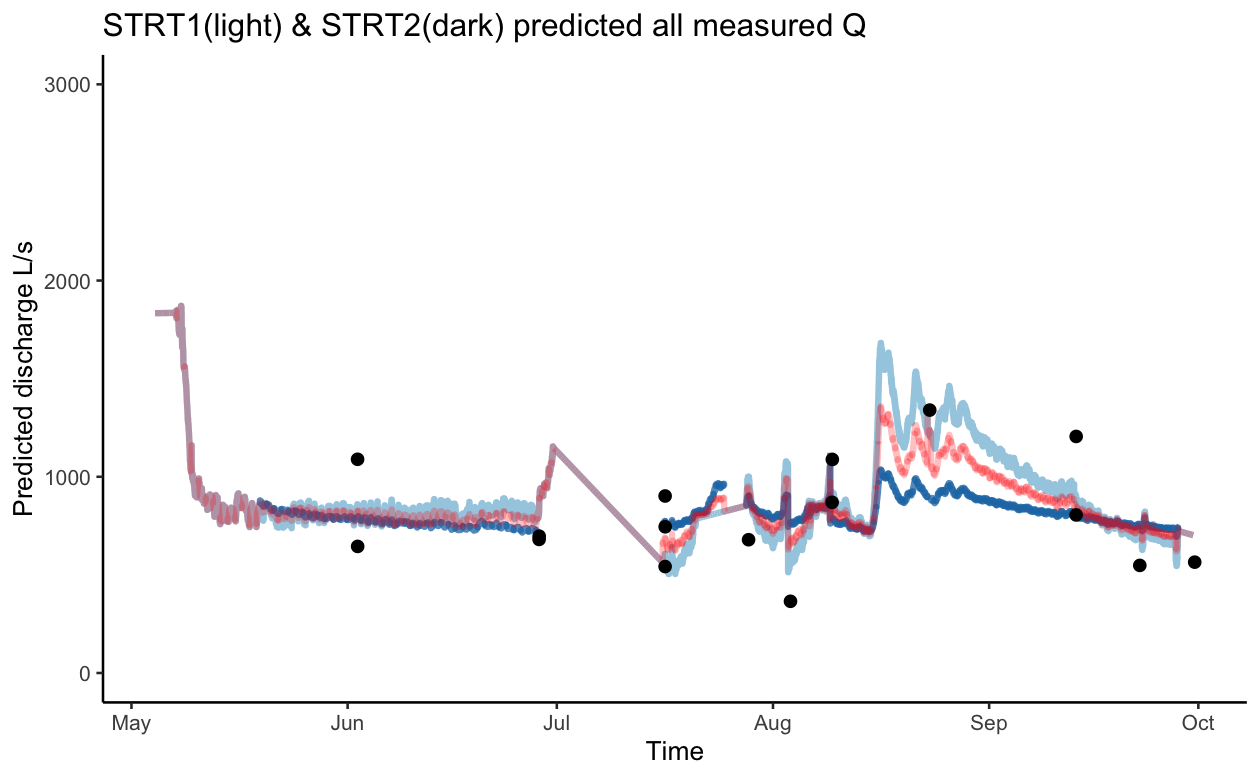 STRT1(light) & STRT2(dark) predicted all measured Q
Predicted discharge L/s
3000
2000
1000
0
May Jun Jul Aug Sep Oct
Time